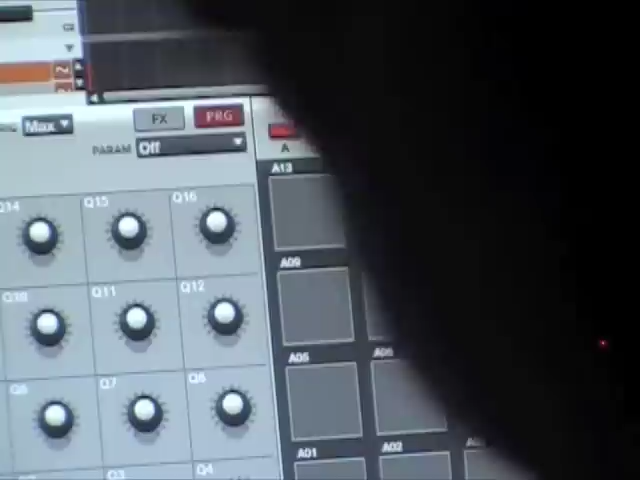 Max FX PRG
PARAM Off A
Q14 Q15 Q16 A13
Q10 Q11 Q12 A09
Q6 Q7 Q8 A05 A06
Q3 Q4 A01 A02